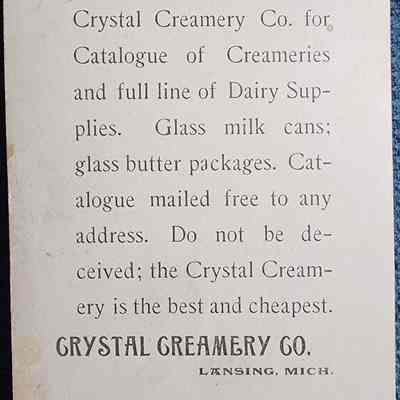 Crystal Creamery Co. for
Catalogue of Creameries
and full line of Dairy Sup-
plies. Glass milk cans;
glass butter packages. Cat-
alogue mailed free to any
address. Do not be de-
ceived; the Crystal Cream-
ery is the best and cheapest.
CRYSTAL CREAMERY CO.
LANSING, MICH.